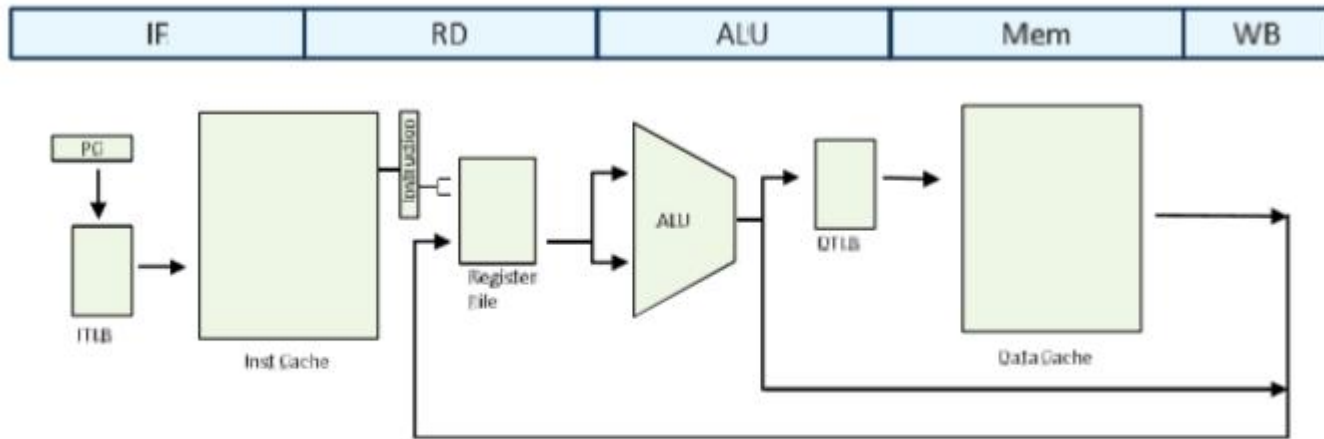 IF
RD
ALU
Mem
WB
PC
Instruction
ALU
DTLB
Register
File
ITLB
Inst Cache
Data Cache